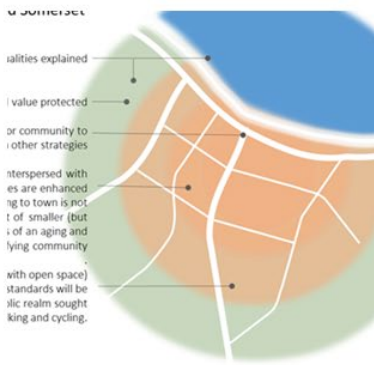 d Somerset
ualities explained
l value protected
or community to
n other strategies
nterspersed with
es are enhanced
ng to town is not
t of smaller (but
s of an aging and
fying community
.
with open space)
standards will be
olic realm sought
king and cycling.